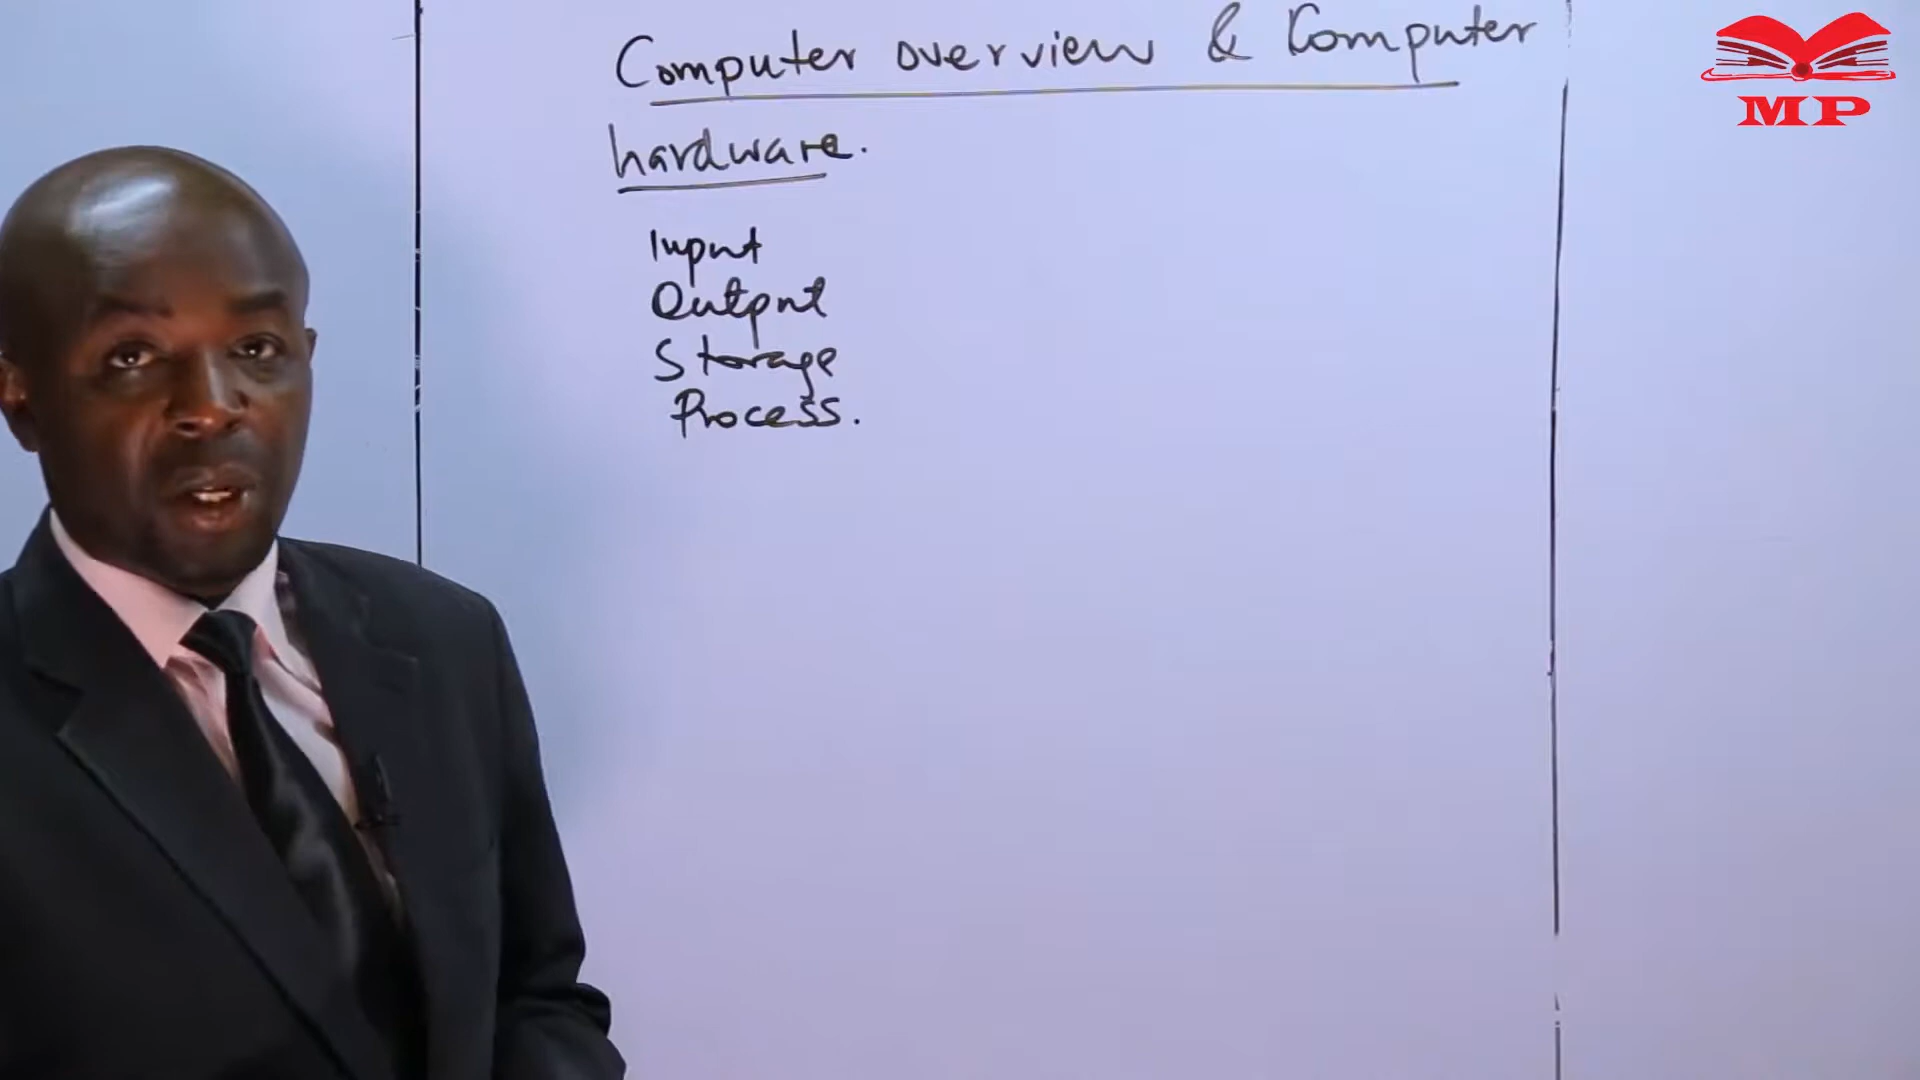 Computer overview & Computer
hardware.
Input
Output
Storage
Process.
MP